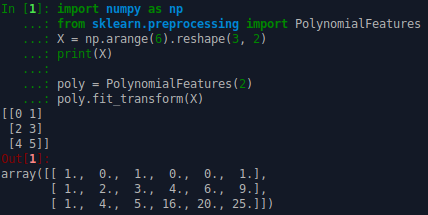 In [1]: import numpy as np
   ...: from sklearn.preprocessing import PolynomialFeatures
   ...: X = np.arange(6).reshape(3, 2)
   ...: print(X)
   ...:
   ...: poly = PolynomialFeatures(2)
   ...: poly.fit_transform(X)
[[0 1]
 [2 3]
 [4 5]]
Out[1]:
array([[ 1.,  0.,  1.,  0.,  0.,  1.],
       [ 1.,  2.,  3.,  4.,  6.,  9.],
       [ 1.,  4.,  5., 16., 20., 25.]])